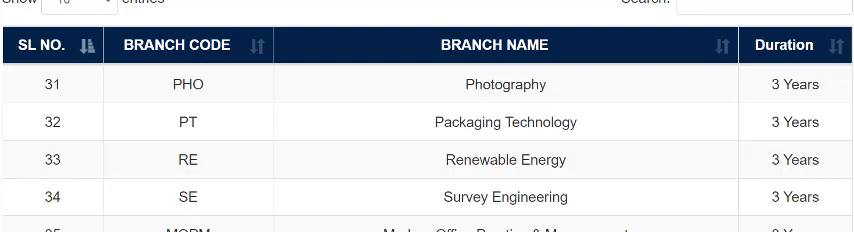 Show 10 entries Search:
SL NO. BRANCH CODE BRANCH NAME Duration
31 PHO Photography 3 Years
32 PT Packaging Technology 3 Years
33 RE Renewable Energy 3 Years
34 SE Survey Engineering 3 Years